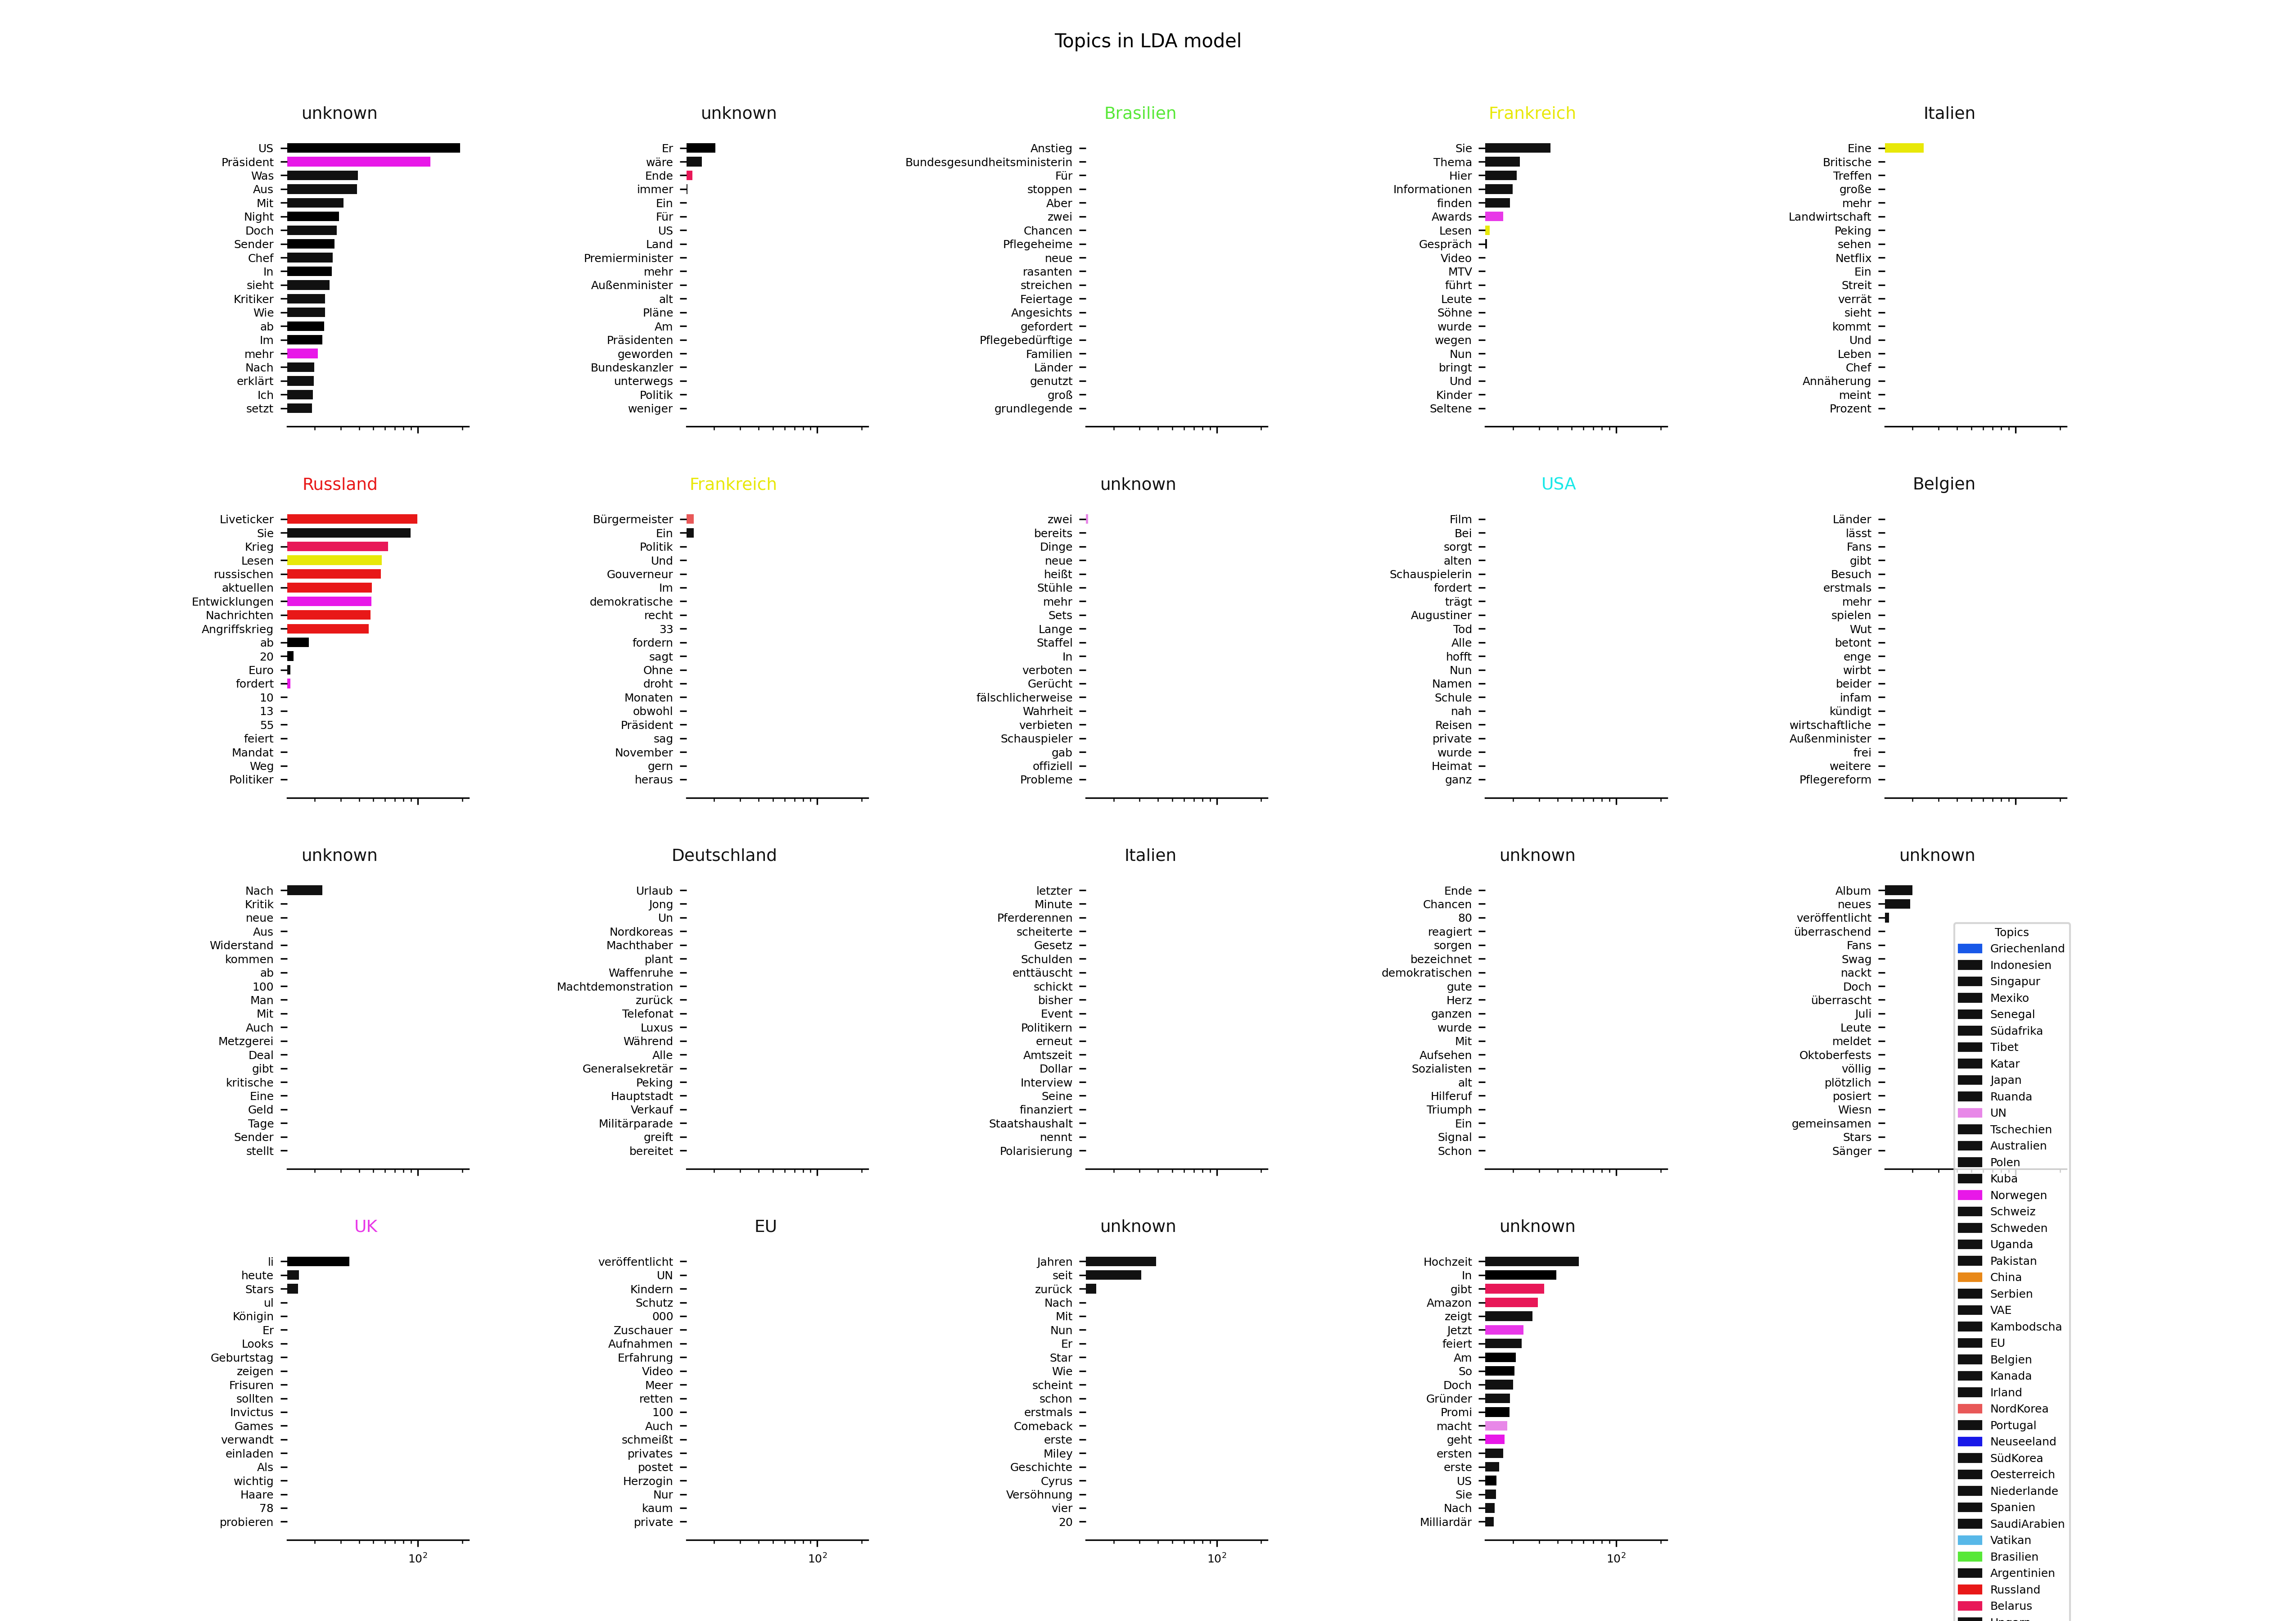 Topics in LDA model
unknown
US
Präsident
Was
Aus
Mit
Night
Doch
Sender
Chef
In
sieht
Kritiker
Wie
ab
Im
mehr
Nach
erklärt
Ich
setzt
unknown
Er
wäre
Ende
immer
Ein
Für
US
Land
Premierminister
mehr
Außenminister
alt
Pläne
Am
Präsidenten
geworden
Bundeskanzler
unterwegs
Politik
weniger
Brasilien
Anstieg
Bundesgesundheitsministerin
Für
stoppen
Aber
zwei
Chancen
Pflegeheime
neue
rasanten
streichen
Feiertage
Angesichts
gefordert
Pflegebedürftige
Familien
Länder
genutzt
groß
grundlegende
Frankreich
Sie
Thema
Hier
Informationen
finden
Awards
Lesen
Gespräch
Video
MTV
führt
Leute
Söhne
wurde
wegen
Nun
bringt
Und
Kinder
Seltene
Italien
Eine
Britische
Treffen
große
mehr
Landwirtschaft
Peking
sehen
Netflix
Ein
Streit
verrät
sieht
kommt
Und
Leben
Chef
Annäherung
meint
Prozent
Russland
Liveticker
Sie
Krieg
Lesen
russischen
aktuellen
Entwicklungen
Nachrichten
Angriffskrieg
ab
20
Euro
fordert
10
13
55
feiert
Mandat
Weg
Politiker
Frankreich
Bürgermeister
Ein
Politik
Und
Gouverneur
Im
demokratische
recht
33
fordern
sagt
Ohne
droht
Monaten
obwohl
Präsident
sag
November
gern
heraus
unknown
zwei
bereits
Dinge
neue
heißt
Stühle
mehr
Sets
Lange
Staffel
In
verboten
Gerücht
fälschlicherweise
Wahrheit
verbieten
Schauspieler
gab
offiziell
Probleme
USA
Film
Bei
sorgt
alten
Schauspielerin
fordert
trägt
Augustiner
Tod
Alle
hofft
Nun
Namen
Schule
nah
Reisen
private
wurde
Heimat
ganz
Belgien
Länder
lässt
Fans
gibt
Besuch
erstmals
mehr
spielen
Wut
betont
enge
wirbt
beider
infam
kündigt
wirtschaftliche
Außenminister
frei
weitere
Pflegereform
unknown
Nach
Kritik
neue
Aus
Widerstand
kommen
ab
100
Man
Mit
Auch
Metzgerei
Deal
gibt
kritische
Eine
Geld
Tage
Sender
stellt
Deutschland
Urlaub
Jong
Un
Nordkoreas
Machthaber
plant
Waffenruhe
Machtdemonstration
zurück
Telefonat
Luxus
Während
Alle
Generalsekretär
Peking
Hauptstadt
Verkauf
Militärparade
greift
bereitet
Italien
letzter
Minute
Pferderennen
scheiterte
Gesetz
Schulden
enttäuscht
schickt
bisher
Event
Politikern
erneut
Amtszeit
Dollar
Interview
Seine
finanziert
Staatshaushalt
nennt
Polarisierung
unknown
Ende
Chancen
80
reagiert
sorgen
bezeichnet
demokratischen
gute
Herz
ganzen
wurde
Mit
Aufsehen
Sozialisten
alt
Hilferuf
Triumph
Ein
Signal
Schon
unknown
Album
neues
veröffentlicht
überraschend
Fans
Swag
nackt
Doch
überrascht
Juli
Leute
meldet
Oktoberfests
völlig
plötzlich
posiert
Wiesn
gemeinsamen
Stars
Sänger
UK
li
heute
Stars
ul
Königin
Er
Looks
Geburtstag
zeigen
Frisuren
sollten
Invictus
Games
verwandt
einladen
Als
wichtig
Haare
78
probieren
10²
EU
veröffentlicht
UN
Kindern
Schutz
000
Zuschauer
Aufnahmen
Erfahrung
Video
Meer
retten
100
Auch
schmeißt
privates
postet
Herzogin
Nur
kaum
private
10²
unknown
Jahren
seit
zurück
Nach
Mit
Nun
Er
Star
Wie
scheint
schon
erstmals
Comeback
erste
Miley
Geschichte
Cyrus
Versöhnung
vier
20
10²
unknown
Hochzeit
In
gibt
Amazon
zeigt
Jetzt
feiert
Am
So
Doch
Gründer
Promi
macht
geht
ersten
erste
US
Sie
Nach
Milliardär
10²
Topics
Griechenland
Indonesien
Singapur
Mexiko
Senegal
Südafrika
Tibet
Katar
Japan
Ruanda
UN
Tschechien
Australien
Polen
Kuba
Norwegen
Schweiz
Schweden
Uganda
Pakistan
China
Serbien
VAE
Kambodscha
EU
Belgien
Kanada
Irland
NordKorea
Portugal
Neuseeland
SüdKorea
Oesterreich
Niederlande
Spanien
SaudiArabien
Vatikan
Brasilien
Argentinien
Russland
Belarus